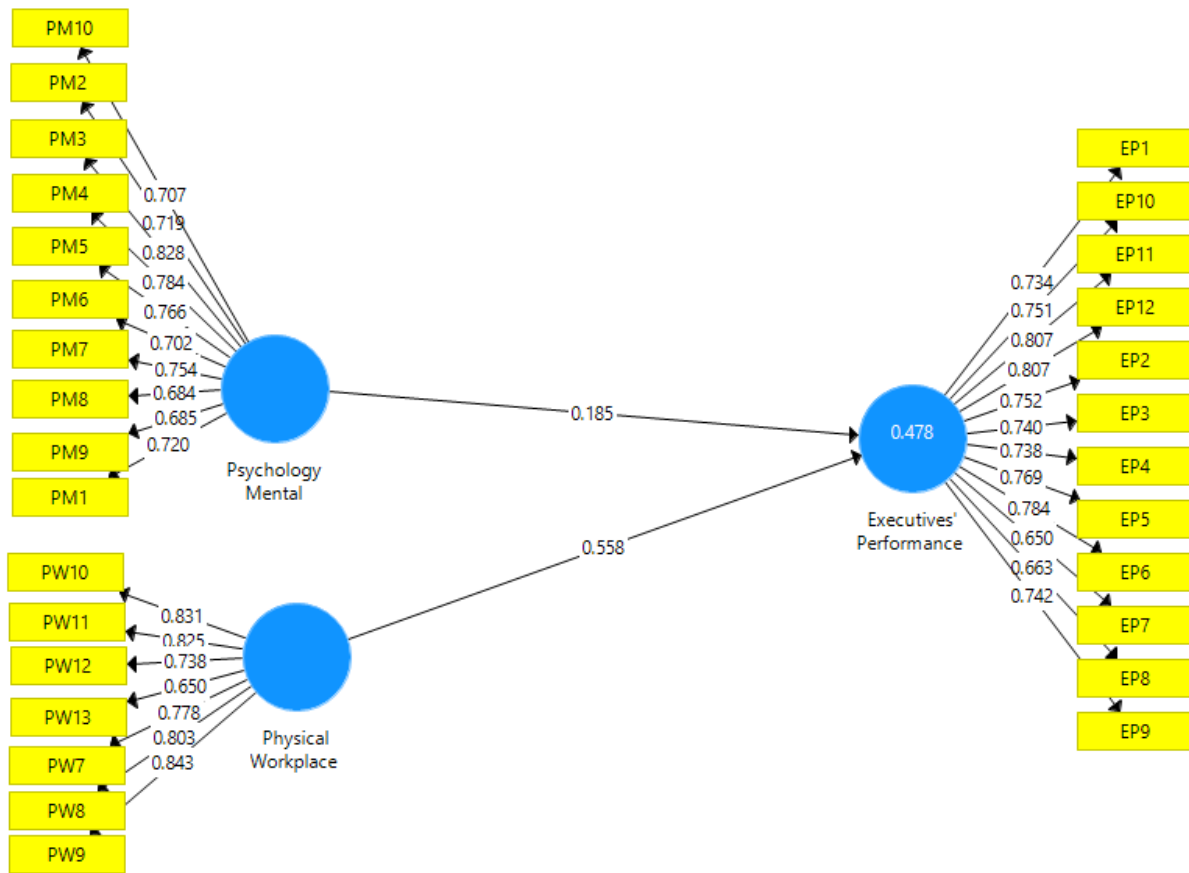 PM10
PM2
PM3
PM4
PM5
PM6
PM7
PM8
PM9
PM1
0.707
0.719
0.828
0.784
0.766
0.702
0.754
0.684
0.685
0.720
Psychology
Mental
PW10
PW11
PW12
PW13
PW7
PW8
PW9
0.831
0.825
0.738
0.650
0.778
0.803
0.843
Physical
Workplace
0.185
0.558
0.478
Executives'
Performance
0.734
0.751
0.807
0.807
0.752
0.740
0.738
0.769
0.784
0.650
0.663
0.742
EP1
EP10
EP11
EP12
EP2
EP3
EP4
EP5
EP6
EP7
EP8
EP9